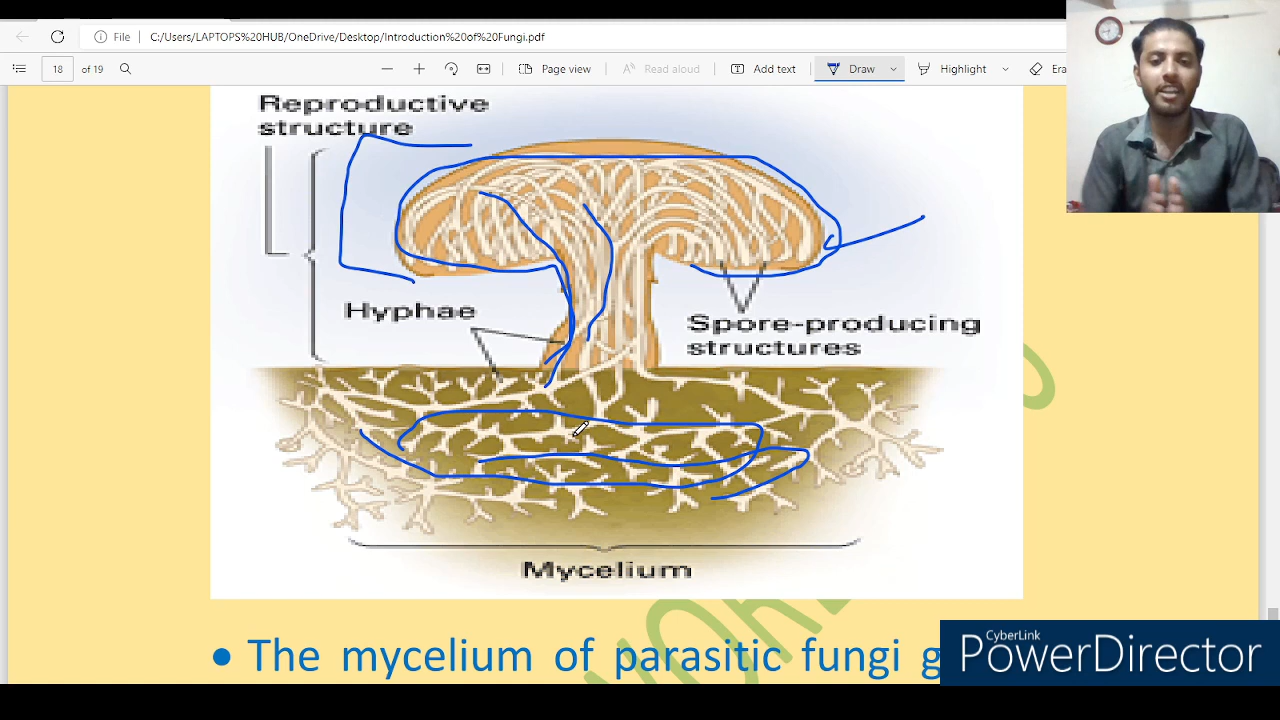 File C:/Users/LAPTOPS%20HUB/OneDrive/Desktop/Introduction%20of%20Fungi.pdf
18 of 19 Page view Read aloud Add text Draw Highlight Era
Reproductive
structure
Hyphae
Spore-producing
structures
Mycelium
• The mycelium of parasitic fungi g
CyberLink
PowerDirector